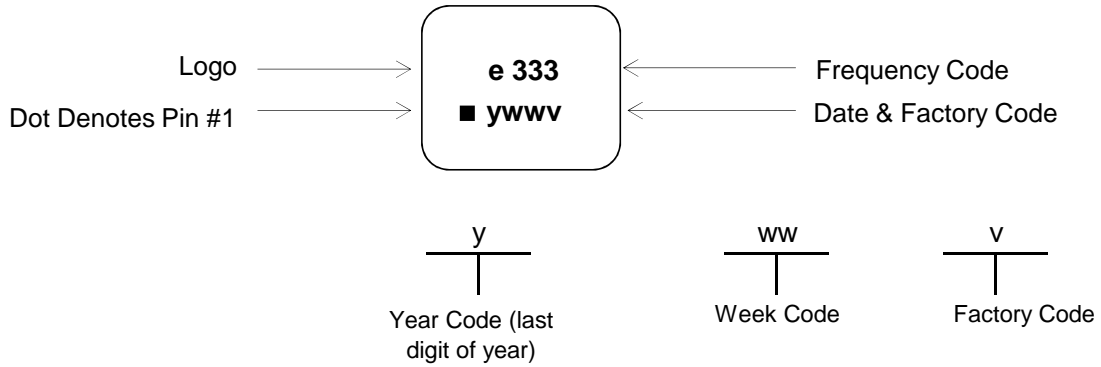 Logo
e 333
Frequency Code
Dot Denotes Pin #1
■ ywwv
Date & Factory Code
y
ww
v
Year Code (last
digit of year)
Week Code
Factory Code